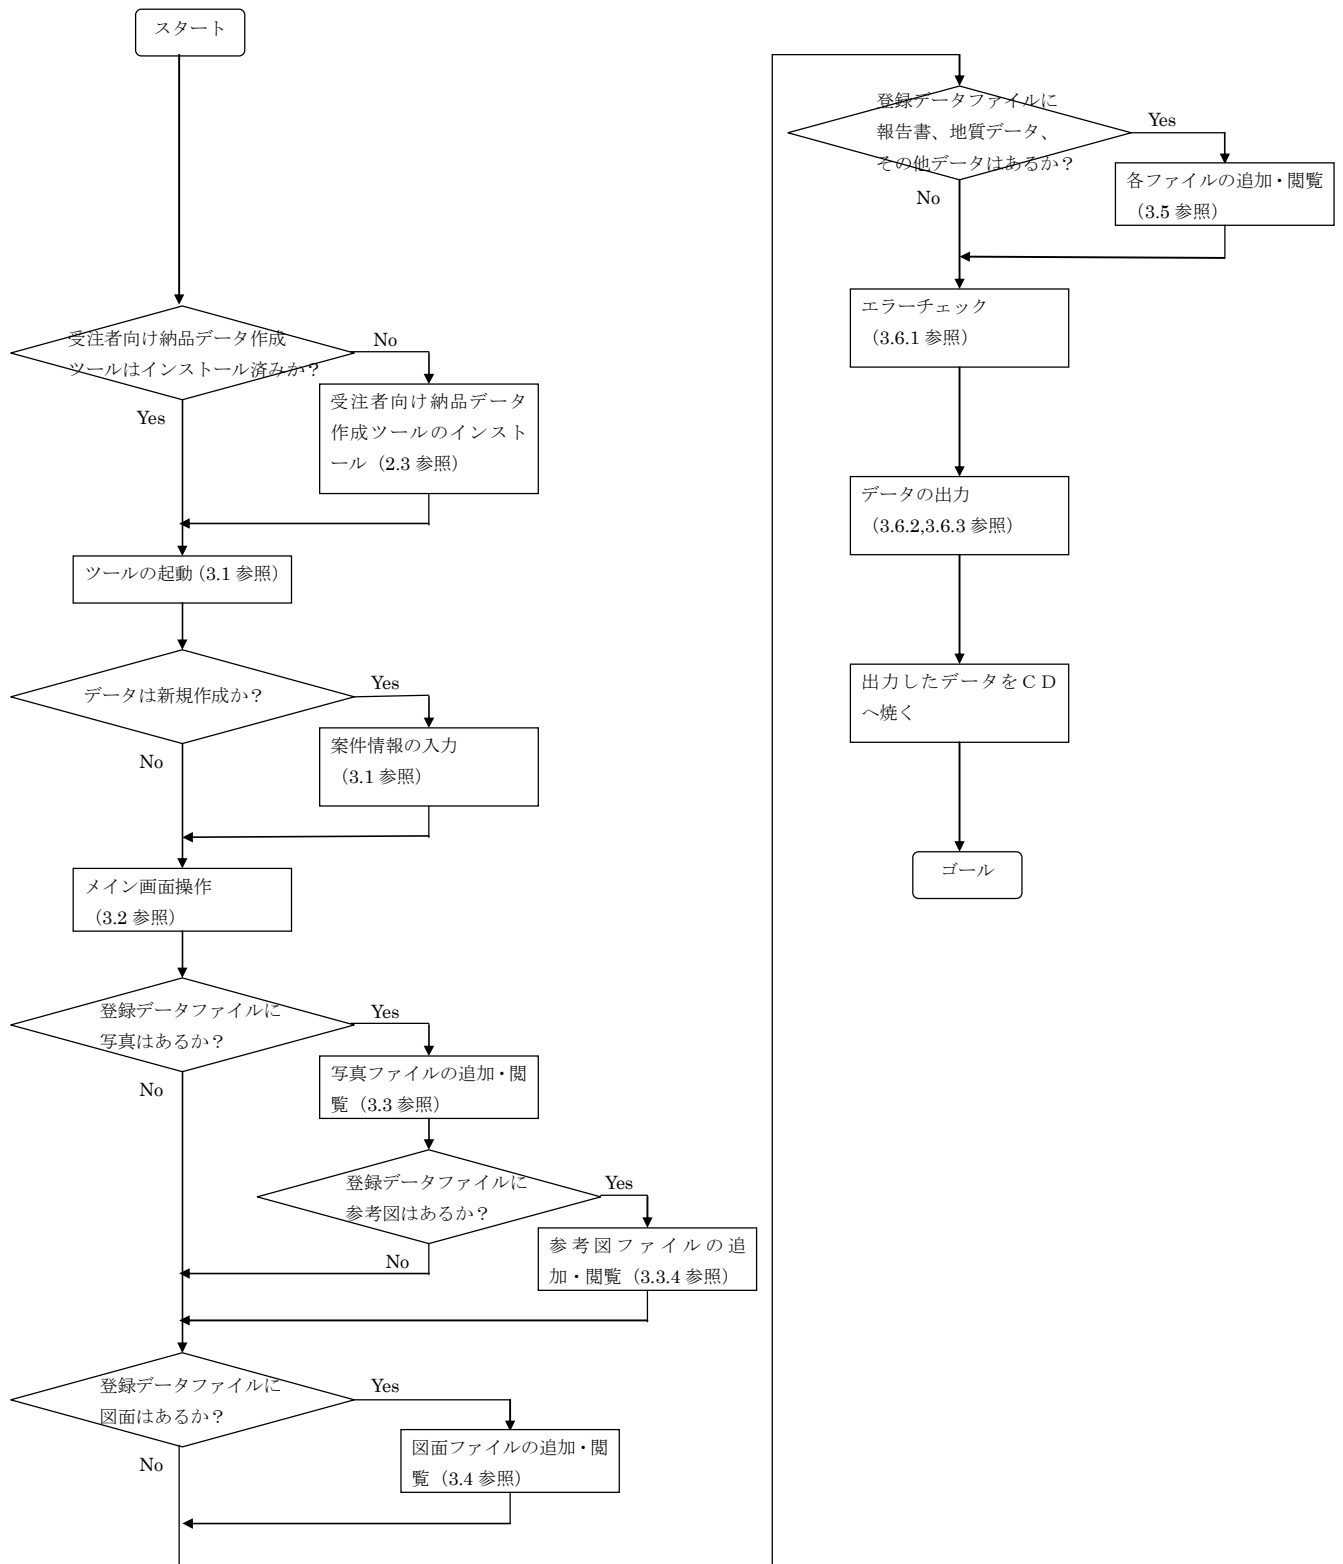 スタート
受注者向け納品データ作成
ツールはインストール済みか？
No
Yes
受注者向け納品データ
作成ツールのインスト
ール（2.3 参照）
ツールの起動（3.1 参照）
データは新規作成か？
Yes
No
案件情報の入力
（3.1 参照）
メイン画面操作
（3.2 参照）
登録データファイルに
写真はあるか？
Yes
No
写真ファイルの追加・閲
覧（3.3 参照）
登録データファイルに
参考図はあるか？
Yes
No
参考図ファイルの追
加・閲覧（3.3.4 参照）
登録データファイルに
図面はあるか？
Yes
No
図面ファイルの追加・閲
覧（3.4 参照）
登録データファイルに
報告書、地質データ、
その他データはあるか？
Yes
No
各ファイルの追加・閲覧
（3.5 参照）
エラーチェック
（3.6.1 参照）
データの出力
（3.6.2,3.6.3 参照）
出力したデータをＣＤ
へ焼く
ゴール